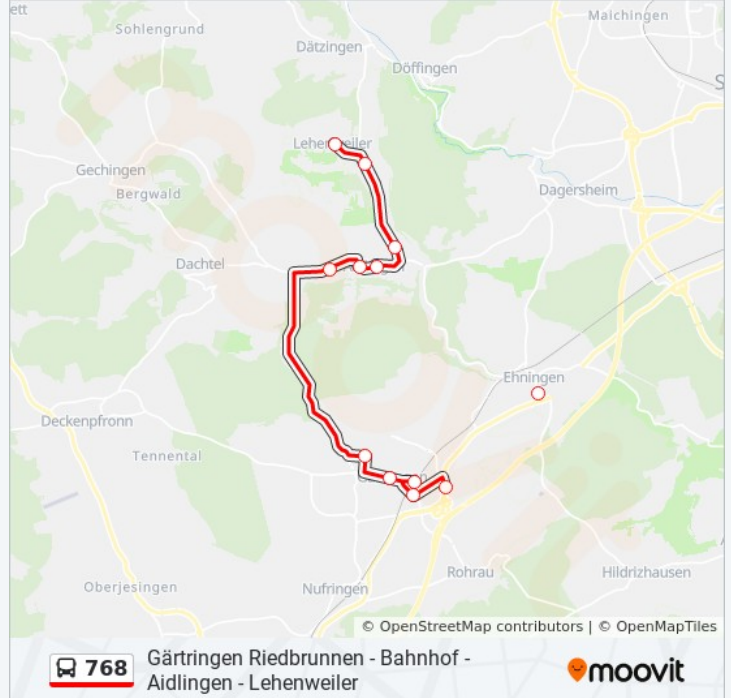 ett
Sohlengrund
Maichingen
Dätzingen
Döffingen
S
Lehenweiler
Gechingen
Bergwald
Dagersheim
Dachtel
Ehningen
Deckenpfronn
Tennental
Oberjesingen
Nufringen
Rohrau
Hildrizhausen
© OpenStreetMap contributors | © OpenMapTiles
768
Gärtringen Riedbrunnen - Bahnhof -
Aidlingen - Lehenweiler
moovit